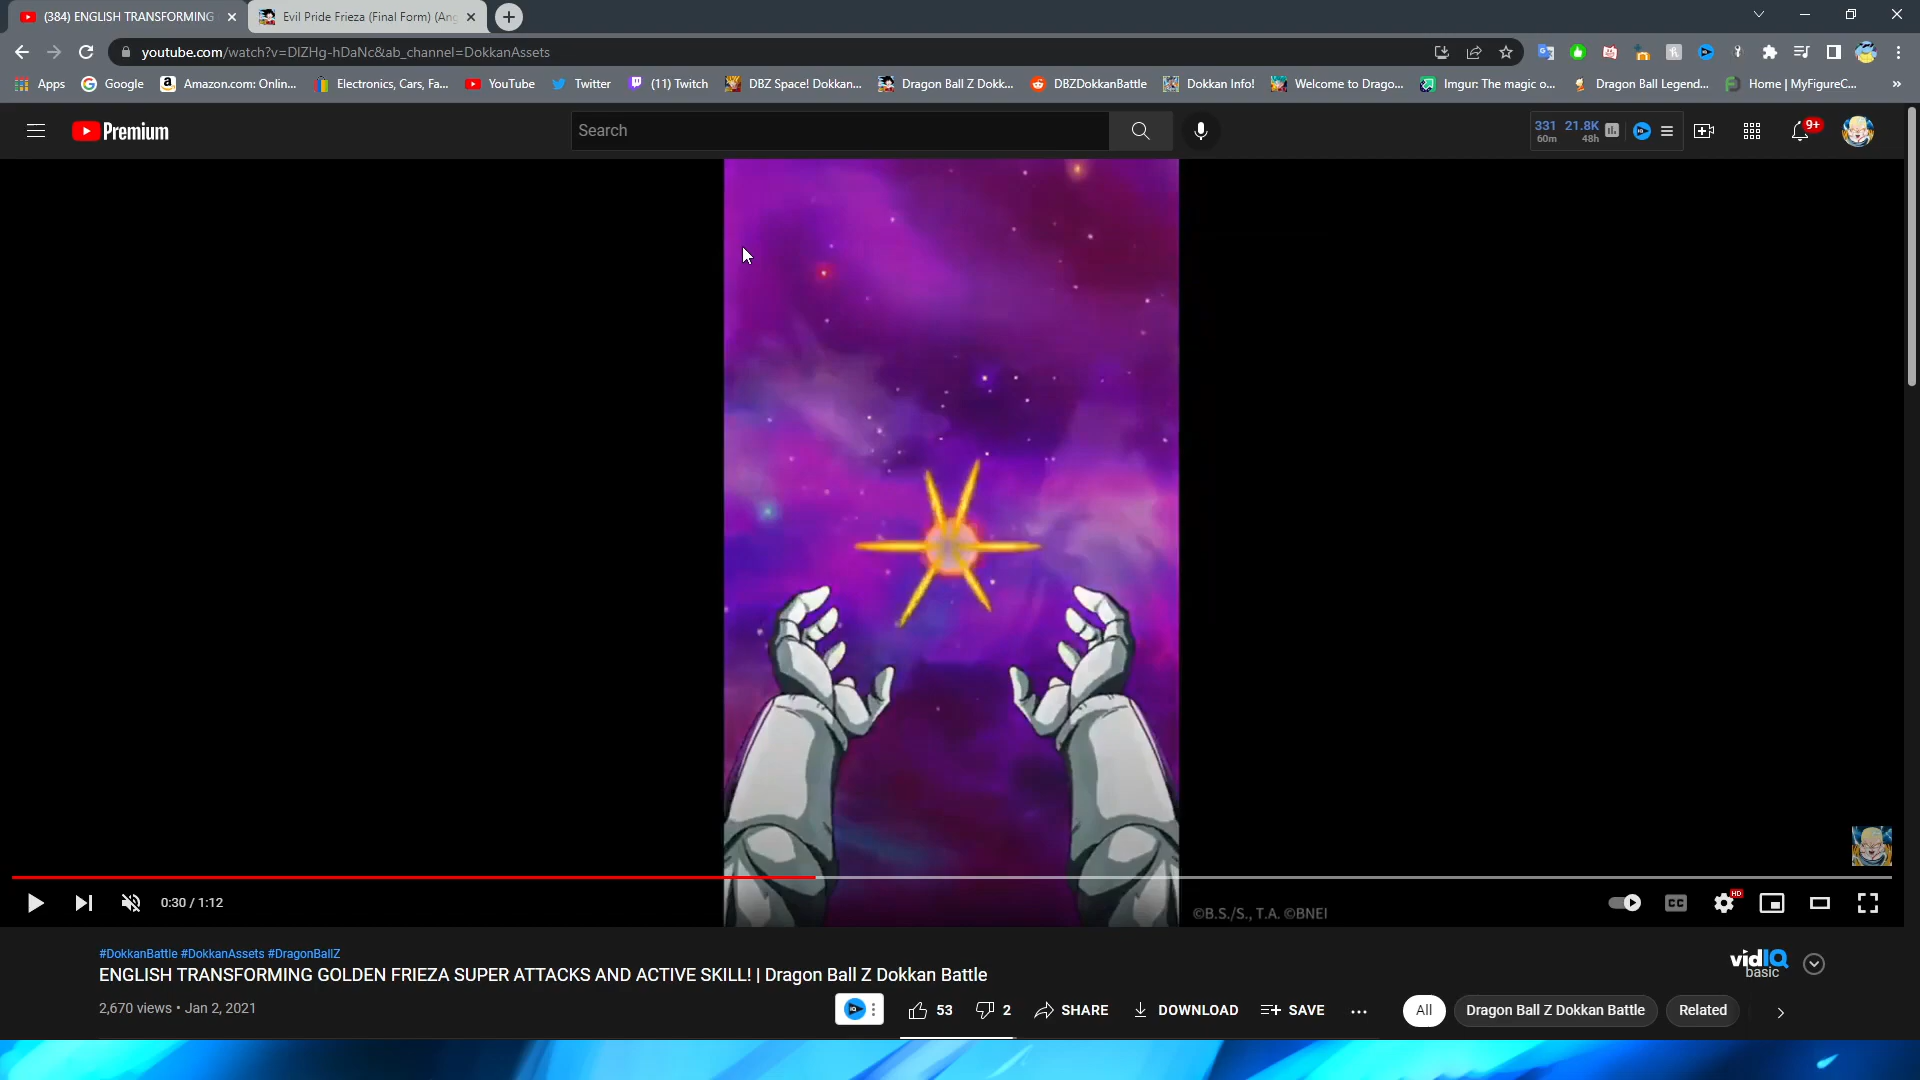 (384) ENGLISH TRANSFORMING
Evil Pride Frieza (Final Form) (Ang
youtube.com/watch?v=DlZHg-hDaNc&ab_channel=DokkanAssets
Apps
Google
Amazon.com: Onlin...
Electronics, Cars, Fa...
YouTube
Twitter
(11) Twitch
DBZ Space! Dokkan...
Dragon Ball Z Dokk...
DBZDokkanBattle
Dokkan Info!
Welcome to Drago...
Imgur: The magic o...
Dragon Ball Legend...
Home | MyFigureC...
»
Premium
Search
331 21.8K
60m 48h
9+
0:30 / 1:12
CC
HD
©B.S./S., T.A. ©BNEI
#DokkanBattle #DokkanAssets #DragonBallZ
ENGLISH TRANSFORMING GOLDEN FRIEZA SUPER ATTACKS AND ACTIVE SKILL! | Dragon Ball Z Dokkan Battle
vidIQ
basic
2,670 views • Jan 2, 2021
53
2
SHARE
DOWNLOAD
SAVE
...
All
Dragon Ball Z Dokkan Battle
Related